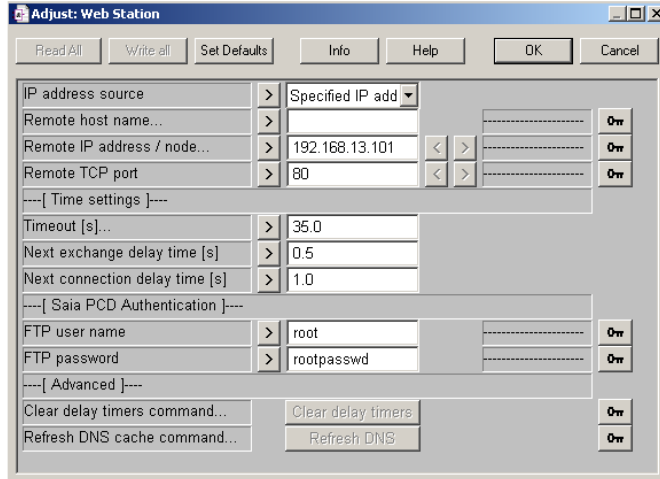 Adjust: Web Station
Read All Write all Set Defaults Info Help OK Cancel
IP address source > Specified IP add
Remote host name... > ----------------------
Remote IP address / node... > 192.168.13.101 < > ----------------------
Remote TCP port > 80 < > ----------------------
----[ Time settings ]----
Timeout [s]... > 35.0
Next exchange delay time [s] > 0.5
Next connection delay time [s] > 1.0
----[ Saia PCD Authentication ]----
FTP user name > root ----------------------
FTP password > rootpasswd ----------------------
----[ Advanced ]----
Clear delay timers command... Clear delay timers
Refresh DNS cache command... Refresh DNS